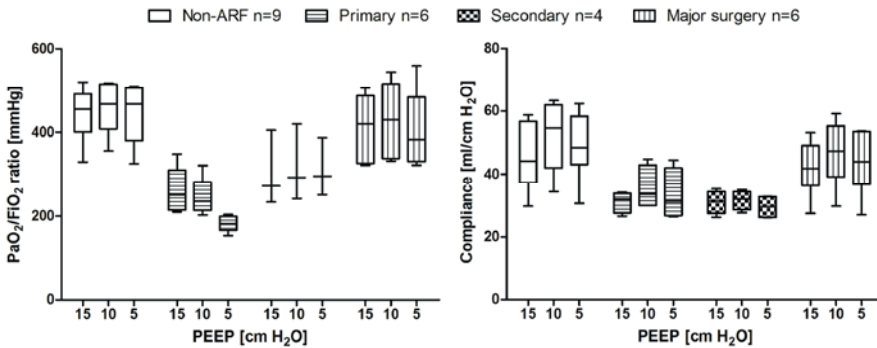 Non-ARF n=9 Primary n=6 Secondary n=4 Major surgery n=6
PaO₂/FiO₂ ratio [mmHg]
600
400
200
0
15 10 5 15 10 5 15 10 5 15 10 5
PEEP [cm H₂O]
Compliance [ml/cm H₂O]
80
60
40
20
0
15 10 5 15 10 5 15 10 5 15 10 5
PEEP [cm H₂O]